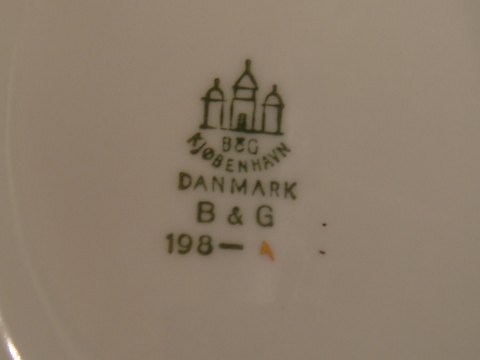 B&G
KJØBENHAVN
DANMARK
B & G
198—